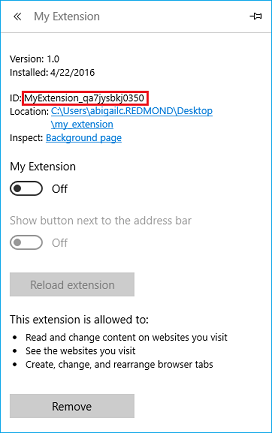 « My Extension
Version: 1.0
Installed: 4/22/2016
ID: MyExtension_qa7jysbkj0350
Location: C:\Users\abigailc.REDMOND\Desktop
\my_extension
Inspect: Background page
My Extension
Off
Show button next to the address bar
Off
Reload extension
This extension is allowed to:
• Read and change content on websites you visit
• See the websites you visit
• Create, change, and rearrange browser tabs
Remove